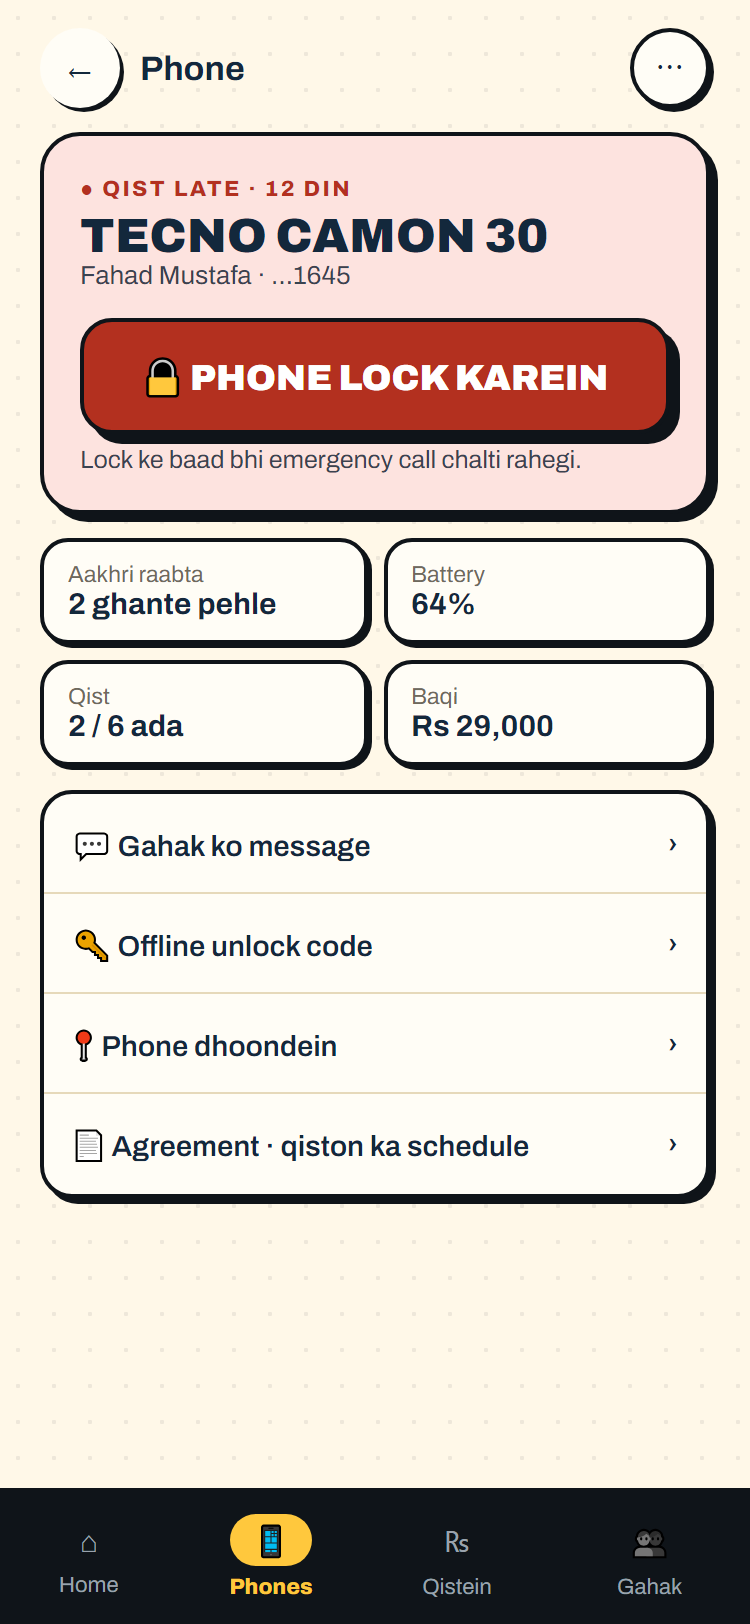 ← Phone ...
● QIST LATE · 12 DIN
TECNO CAMON 30
Fahad Mustafa · ...1645
🔒 PHONE LOCK KAREIN
Lock ke baad bhi emergency call chalti rahegi.
Aakhri raabta
2 ghante pehle
Battery
64%
Qist
2 / 6 ada
Baqi
Rs 29,000
💬 Gahak ko message ›
🔑 Offline unlock code ›
📍 Phone dhoondein ›
📄 Agreement · qiston ka schedule ›
Home
Phones
₨
Qistein
Gahak